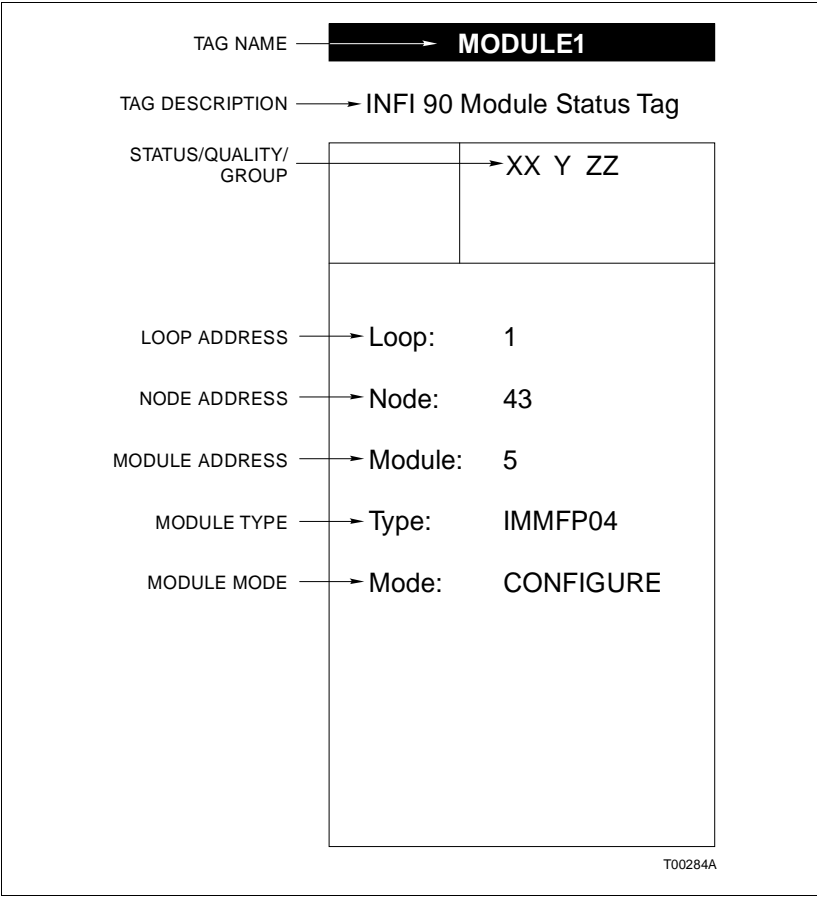 TAG NAME MODULE1
TAG DESCRIPTION INFI 90 Module Status Tag
STATUS/QUALITY/
GROUP
XX Y ZZ
LOOP ADDRESS Loop: 1
NODE ADDRESS Node: 43
MODULE ADDRESS Module: 5
MODULE TYPE Type: IMMFP04
MODULE MODE Mode: CONFIGURE
T00284A